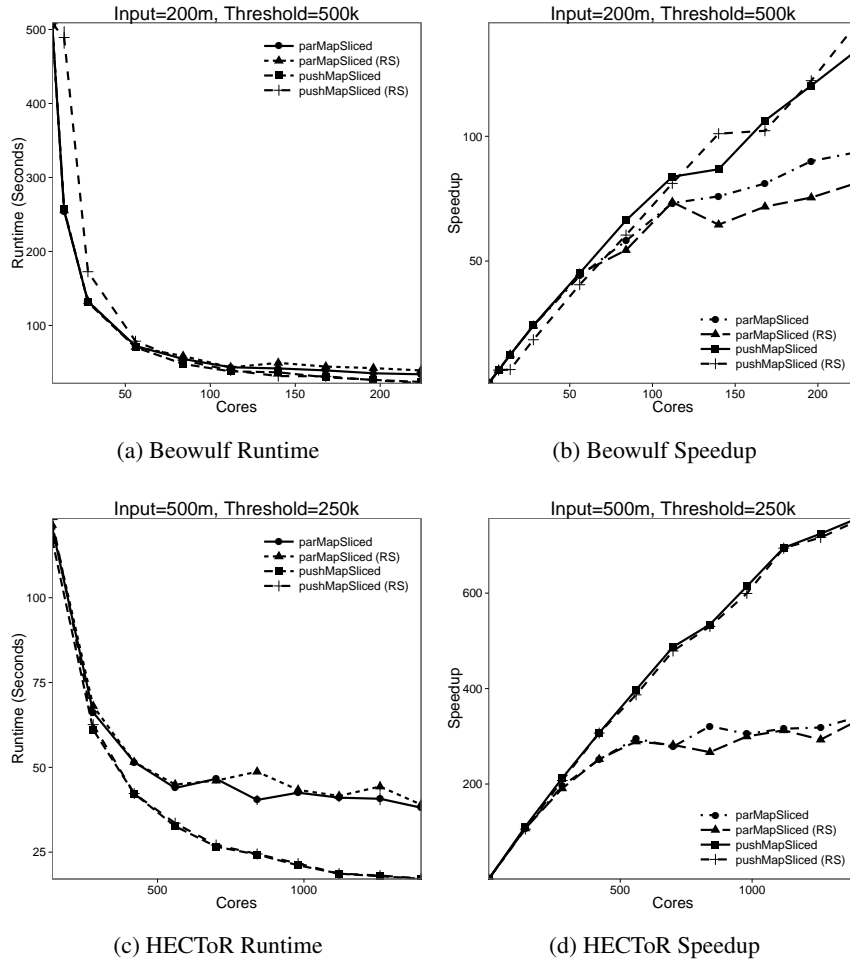 Input=200m, Threshold=500k
500
400
300
200
100
Runtime (Seconds)
parMapSliced
parMapSliced (RS)
pushMapSliced
pushMapSliced (RS)
50 100 150 200
Cores
(a) Beowulf Runtime
Input=200m, Threshold=500k
100
50
Speedup
parMapSliced
parMapSliced (RS)
pushMapSliced
pushMapSliced (RS)
50 100 150 200
Cores
(b) Beowulf Speedup
Input=500m, Threshold=250k
100
75
50
25
Runtime (Seconds)
parMapSliced
parMapSliced (RS)
pushMapSliced
pushMapSliced (RS)
500 1000
Cores
(c) HECToR Runtime
Input=500m, Threshold=250k
600
400
200
Speedup
parMapSliced
parMapSliced (RS)
pushMapSliced
pushMapSliced (RS)
500 1000
Cores
(d) HECToR Speedup